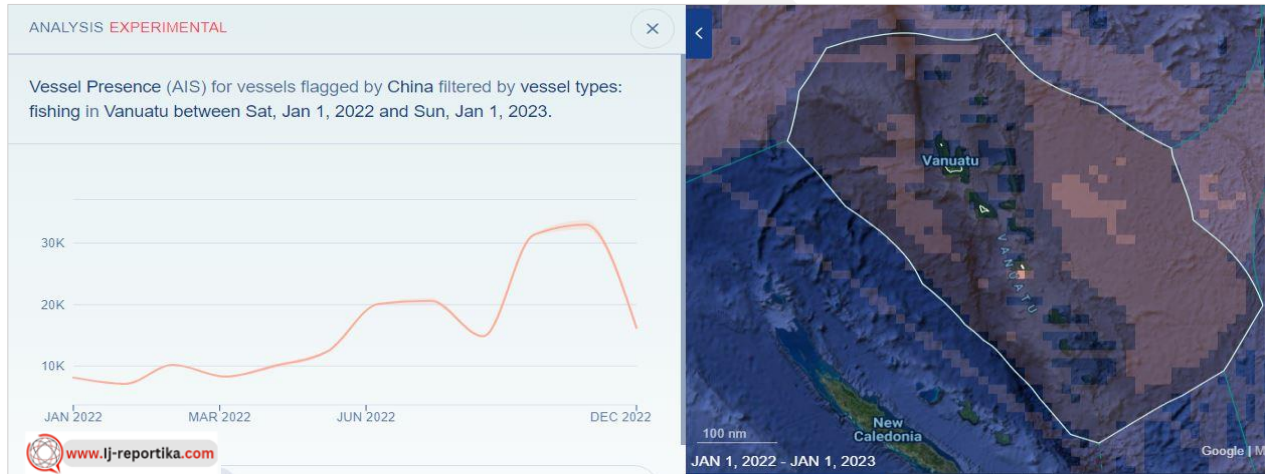 ANALYSIS EXPERIMENTAL
Vessel Presence (AIS) for vessels flagged by China filtered by vessel types:
fishing in Vanuatu between Sat, Jan 1, 2022 and Sun, Jan 1, 2023.
30K
20K
10K
JAN 2022
MAR 2022
JUN 2022
DEC 2022
www.lj-reportika.com
Vanuatu
VANUATU
New
Caledonia
100 nm
Google | M
JAN 1, 2022 - JAN 1, 2023